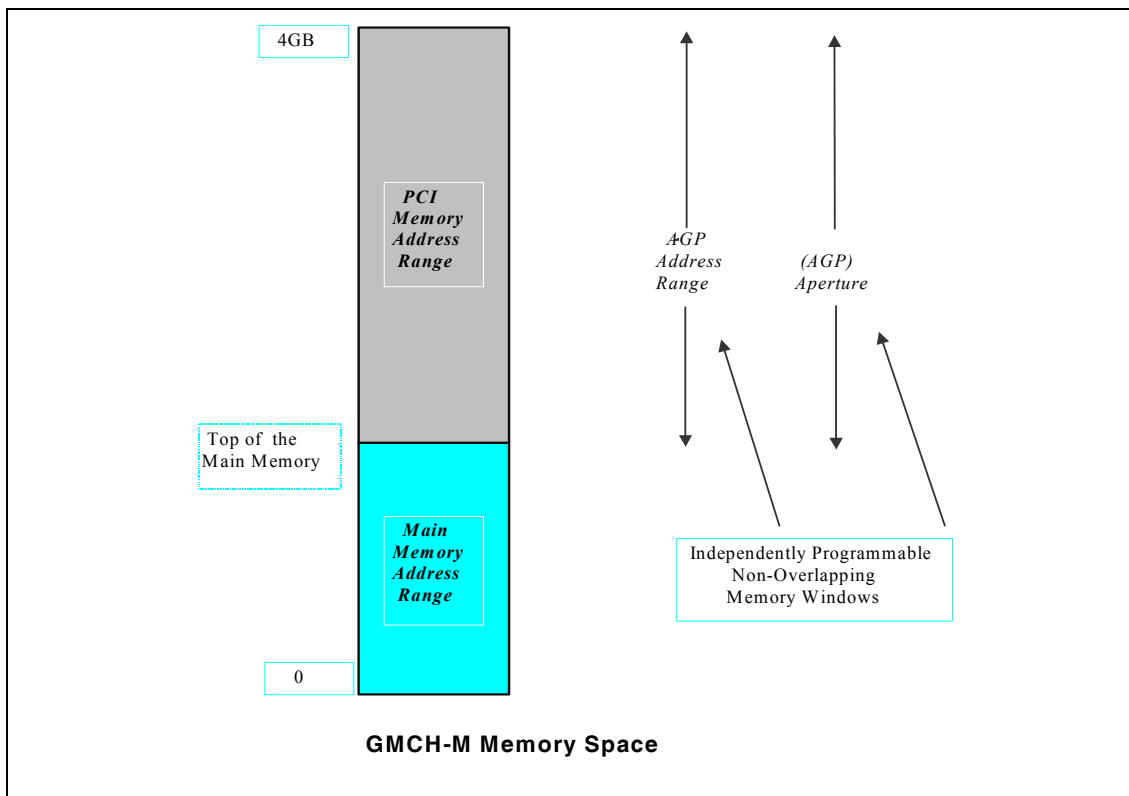 4GB
PCI
Memory
Address
Range
AGP
Address
Range
(AGP)
Aperture
Top of the
Main Memory
Main
Memory
Address
Range
Independently Programmable
Non-Overlapping
Memory Windows
0
GMCH-M Memory Space